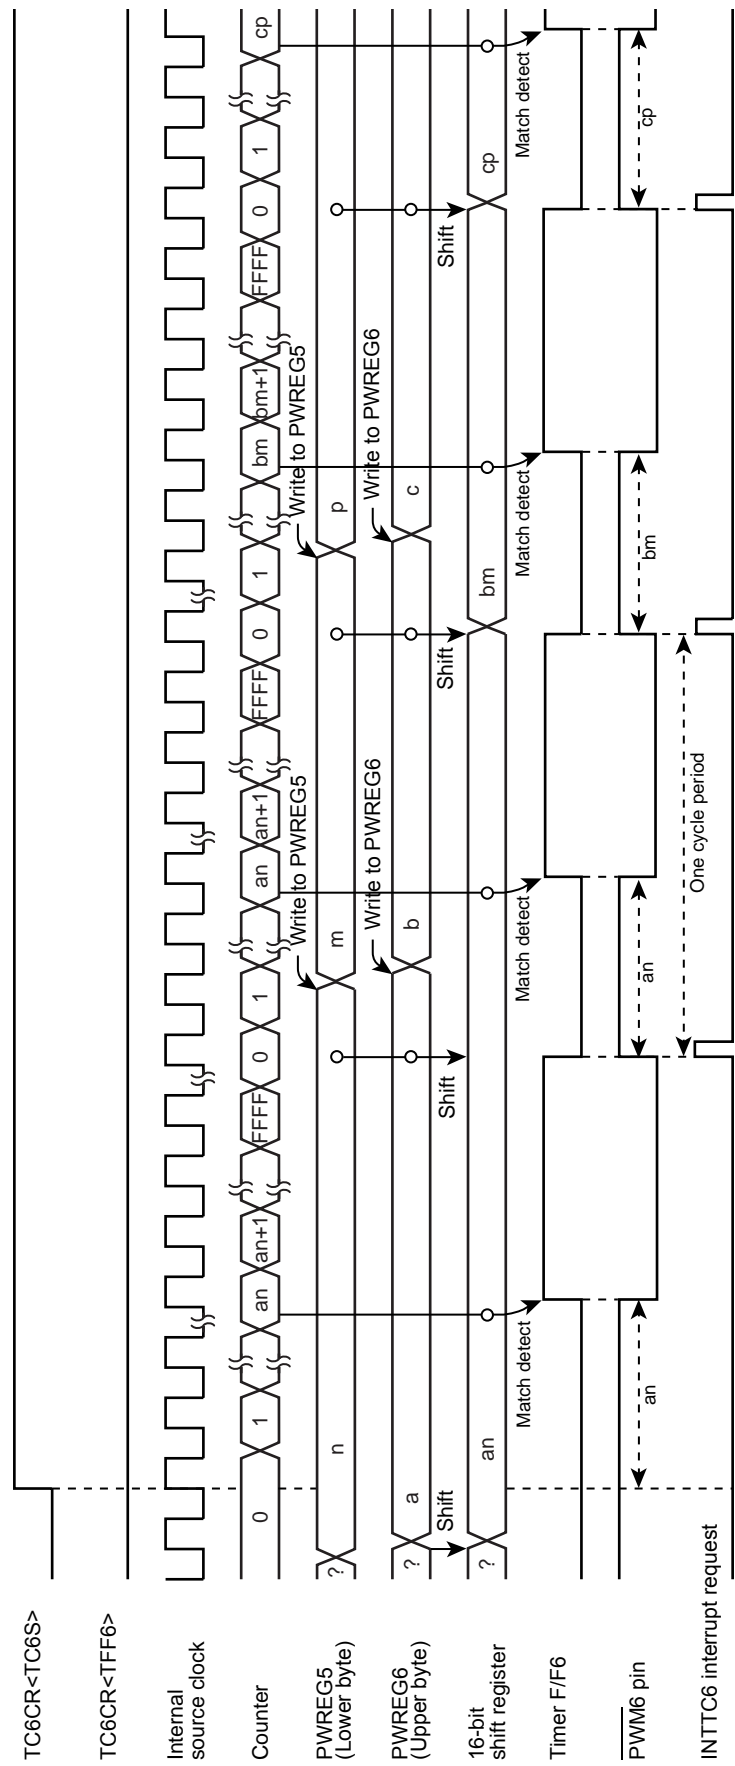 TC6CR<TC6S>
TC6CR<TFF6>
Internal
source clock
Counter
0
1
an
an+1
FFFF
0
1
an
an+1
FFFF
0
1
bm
bm+1
FFFF
0
1
cp
Write to PWREG5
Write to PWREG5
PWREG5
(Lower byte)
?
n
m
p
Write to PWREG6
Write to PWREG6
PWREG6
(Upper byte)
?
a
b
c
Shift
Shift
Shift
Shift
16-bit
shift register
?
an
bm
cp
Match detect
Match detect
Match detect
Match detect
Timer F/F6
PWM6 pin
an
an
bm
cp
One cycle period
INTTC6 interrupt request